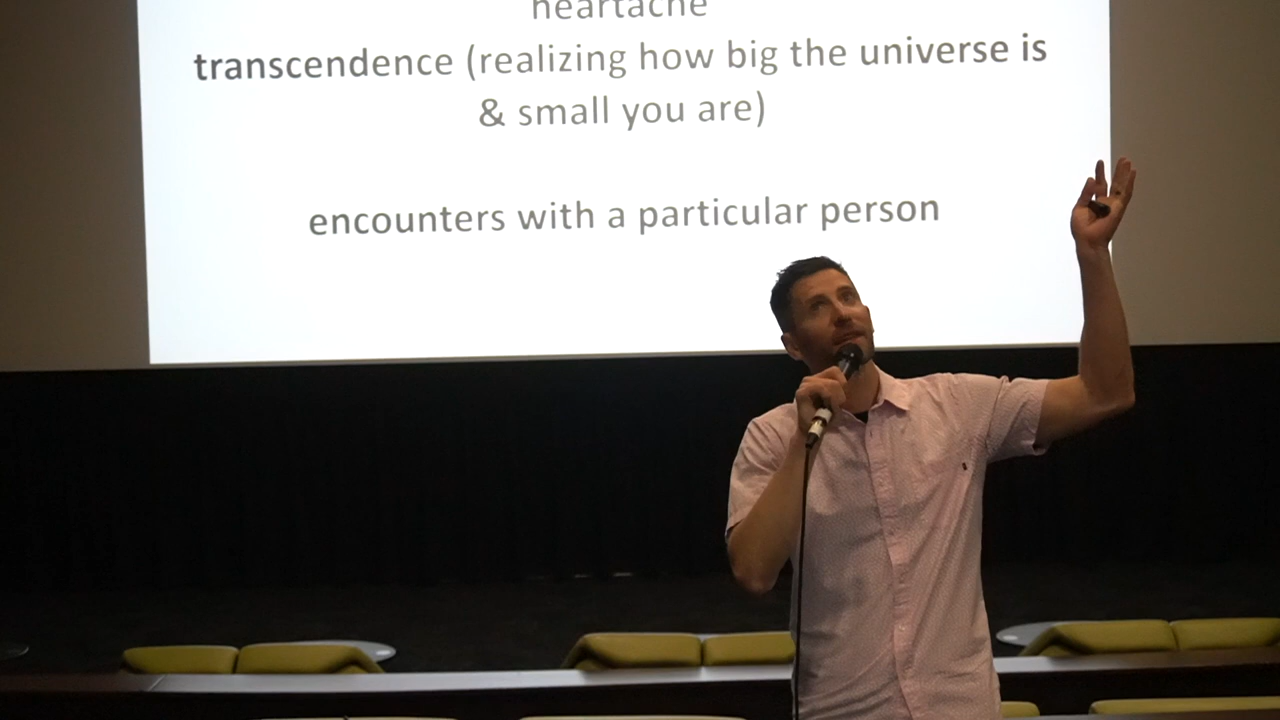 heartache
transcendence (realizing how big the universe is
& small you are)
encounters with a particular person